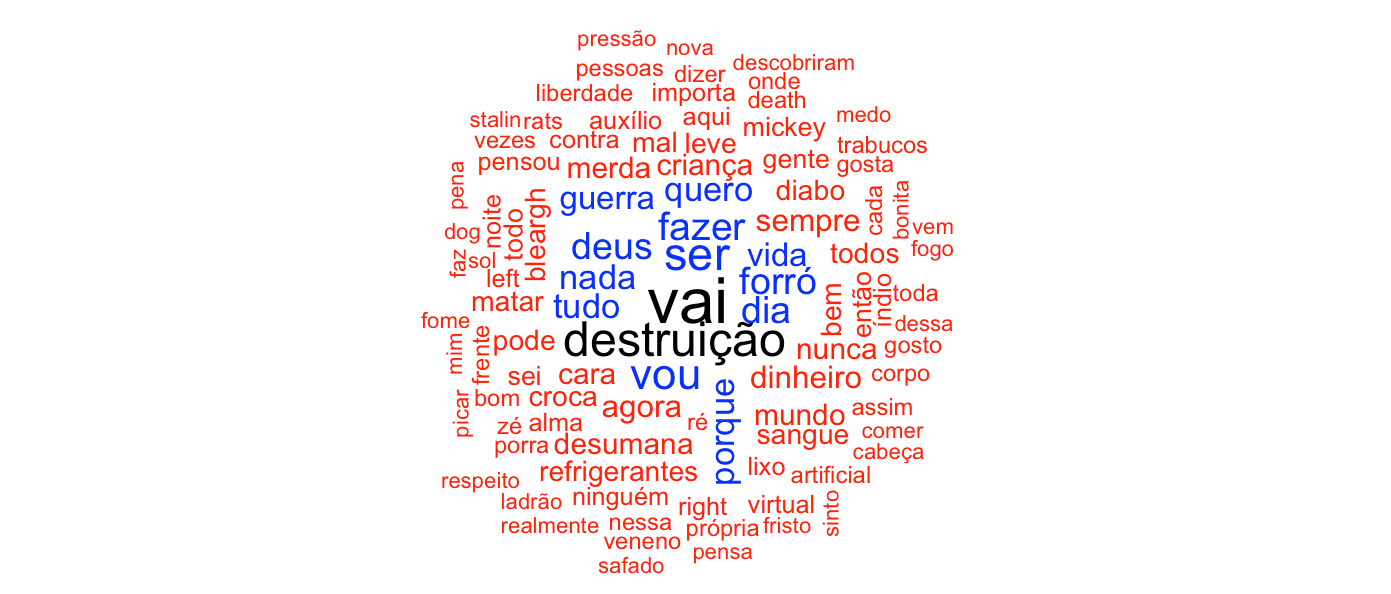 pressão
nova
pessoas
dizer
descobriram
onde
liberdade
importa
death
stalin
rats
auxílio
aqui
mickey
medo
vezes
contra
mal
leve
trabucos
pensou
merda
criança
gente
gosta
pena
guerra
quero
diabo
cada
bonita
dog
noite
todo
bleargh
fazer
sempre
vem
faz
sol
deus
ser
vida
todos
fogo
left
nada
forró
matar
tudo
vai
dia
bem
então
índio
toda
fome
dessa
mim
frente
pode
destruição
nunca
gosto
sei
cara
vou
dinheiro
corpo
picar
bom
croca
agora
porque
mundo
assim
zé
alma
ré
sangue
comer
porra
desumana
cabeça
respeito
refrigerantes
lixo
artificial
ladrão
ninguém
right
virtual
sinto
realmente
nessa
própria
fristo
veneno
pensa
safado